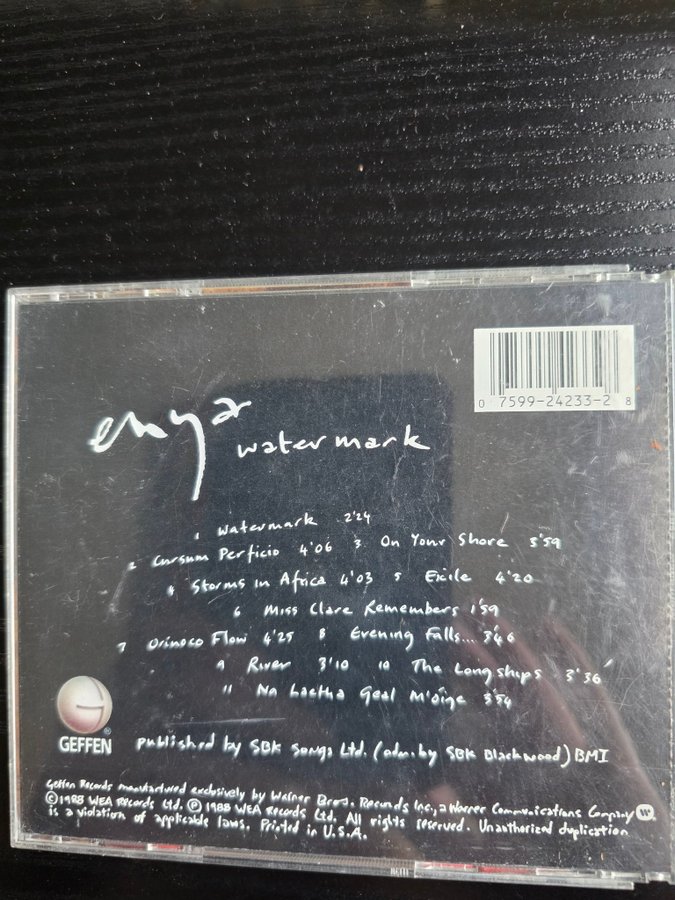 0 7599-24233-2 8
enya
watermark
1 watermark 2'24
2 Cursum Perficio 4'06 3 On Your Shore 3'59
4 Storms in Africa 4'03 5 Exile 4'20
6 Miss Clare Remembers 1'59
7 Orinoco Flow 4'25 8 Evening Falls... 3'46
9 River 3'10 10 The Longships 3'36
11 Na Laetha Geal M'óige 3'54
GEFFEN ®
published by SBK Songs Ltd. (adm. by SBK Blackwood) BMI
Geffen Records manufactured exclusively by Warner Bros. Records Inc., a Warner Communications Company
© 1988 WEA Records Ltd. ℗ 1988 WEA Records Ltd. All rights reserved. Unauthorized duplication
is a violation of applicable laws. Printed in U.S.A.